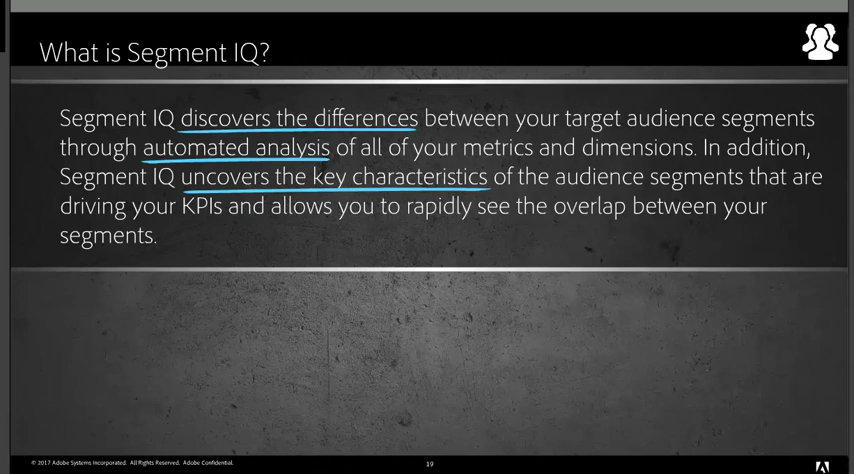 What is Segment IQ?
Segment IQ discovers the differences between your target audience segments
through automated analysis of all of your metrics and dimensions. In addition,
Segment IQ uncovers the key characteristics of the audience segments that are
driving your KPIs and allows you to rapidly see the overlap between your
segments.
© 2017 Adobe Systems Incorporated. All Rights Reserved. Adobe Confidential.
19